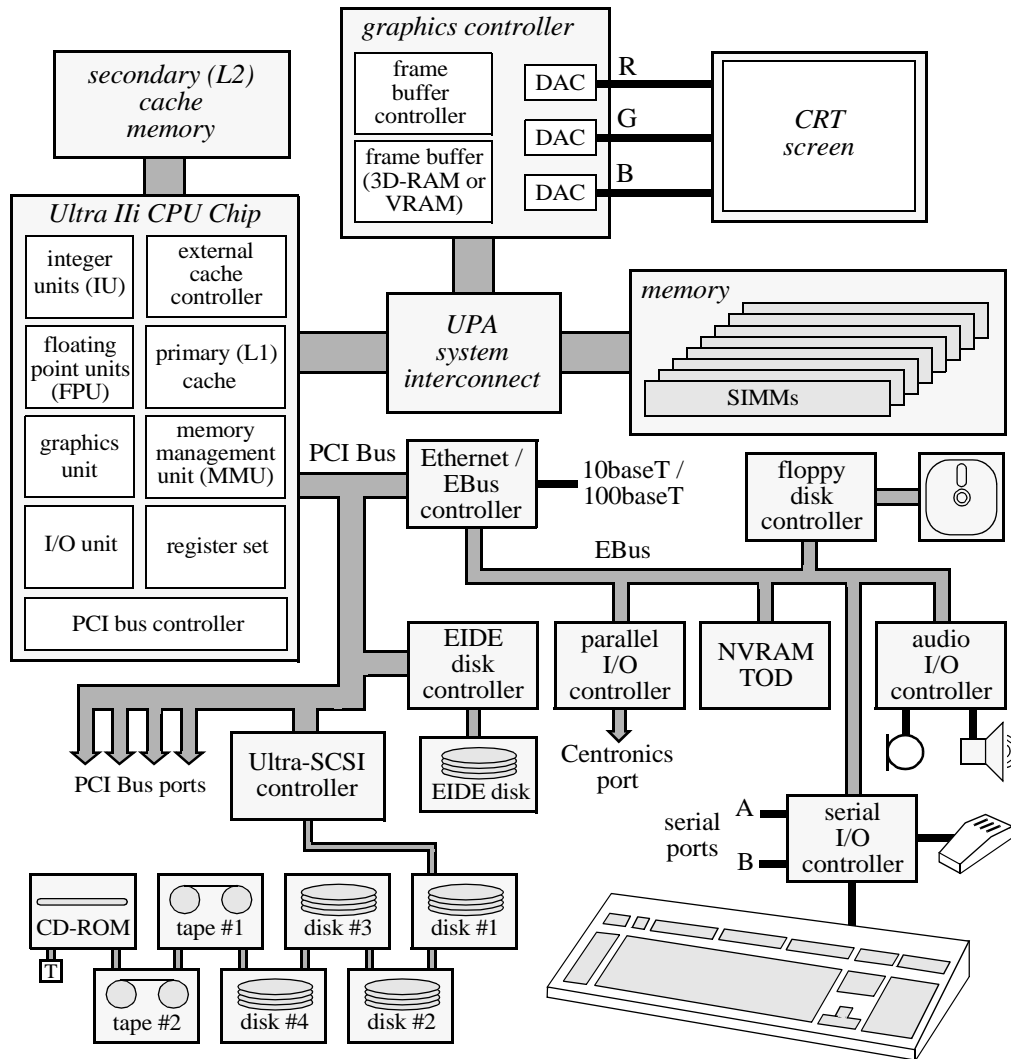 graphics controller
frame
buffer
controller
frame buffer
(3D-RAM or
VRAM)
DAC
DAC
DAC
R
G
B
CRT
screen
secondary (L2)
cache
memory
Ultra IIi CPU Chip
integer
units (IU)
external
cache
controller
floating
point units
(FPU)
primary (L1)
cache
graphics
unit
memory
management
unit (MMU)
I/O unit
register set
PCI bus controller
UPA
system
interconnect
memory
SIMMs
PCI Bus
Ethernet /
EBus
controller
10baseT /
100baseT
floppy
disk
controller
EBus
EIDE
disk
controller
parallel
I/O
controller
NVRAM
TOD
audio
I/O
controller
PCI Bus ports
Ultra-SCSI
controller
EIDE disk
Centronics
port
serial
ports
A
B
serial
I/O
controller
CD-ROM
tape #1
disk #3
disk #1
T
tape #2
disk #4
disk #2